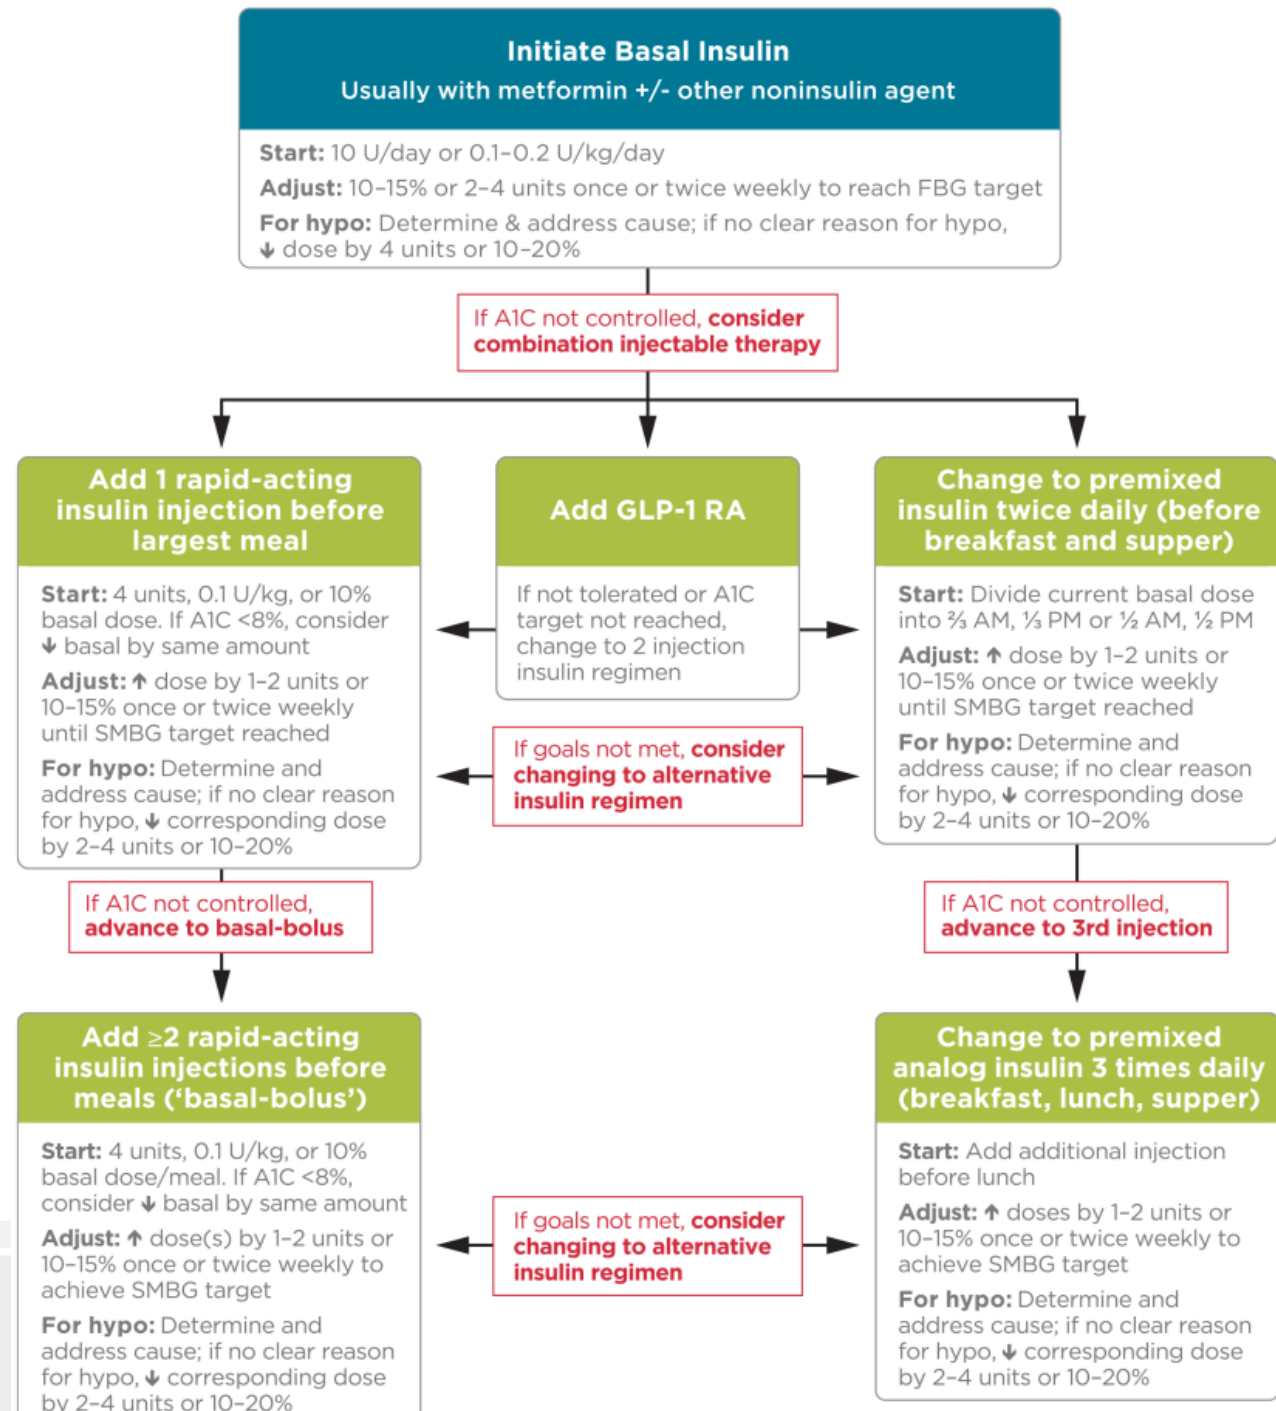 Initiate Basal Insulin
Usually with metformin +/- other noninsulin agent
Start: 10 U/day or 0.1–0.2 U/kg/day
Adjust: 10–15% or 2–4 units once or twice weekly to reach FBG target
For hypo: Determine & address cause; if no clear reason for hypo,
↓ dose by 4 units or 10–20%
If A1C not controlled, consider
combination injectable therapy
Add 1 rapid-acting
insulin injection before
largest meal
Start: 4 units, 0.1 U/kg, or 10%
basal dose. If A1C <8%, consider
↓ basal by same amount
Adjust: ↑ dose by 1–2 units or
10–15% once or twice weekly
until SMBG target reached
For hypo: Determine and
address cause; if no clear reason
for hypo, ↓ corresponding dose
by 2–4 units or 10–20%
Add GLP-1 RA
If not tolerated or A1C
target not reached,
change to 2 injection
insulin regimen
Change to premixed
insulin twice daily (before
breakfast and supper)
Start: Divide current basal dose
into ⅔ AM, ⅓ PM or ½ AM, ½ PM
Adjust: ↑ dose by 1–2 units or
10–15% once or twice weekly
until SMBG target reached
For hypo: Determine and
address cause; if no clear reason
for hypo, ↓ corresponding dose
by 2–4 units or 10–20%
If goals not met, consider
changing to alternative
insulin regimen
If A1C not controlled,
advance to basal-bolus
If A1C not controlled,
advance to 3rd injection
Add ≥2 rapid-acting
insulin injections before
meals (‘basal-bolus’)
Start: 4 units, 0.1 U/kg, or 10%
basal dose/meal. If A1C <8%,
consider ↓ basal by same amount
Adjust: ↑ dose(s) by 1–2 units or
10–15% once or twice weekly to
achieve SMBG target
For hypo: Determine and
address cause; if no clear reason
for hypo, ↓ corresponding dose
by 2–4 units or 10–20%
If goals not met, consider
changing to alternative
insulin regimen
Change to premixed
analog insulin 3 times daily
(breakfast, lunch, supper)
Start: Add additional injection
before lunch
Adjust: ↑ doses by 1–2 units or
10–15% once or twice weekly to
achieve SMBG target
For hypo: Determine and
address cause; if no clear reason
for hypo, ↓ corresponding dose
by 2–4 units or 10–20%